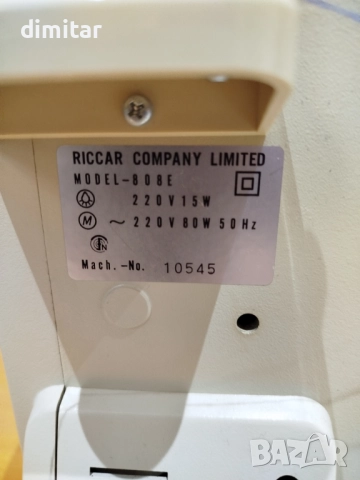 dimitar
RICCAR COMPANY LIMITED
MODEL-808E
220V 15W
M ~ 220V 80W 50Hz
N
Mach.-No. 10545
BAZAR